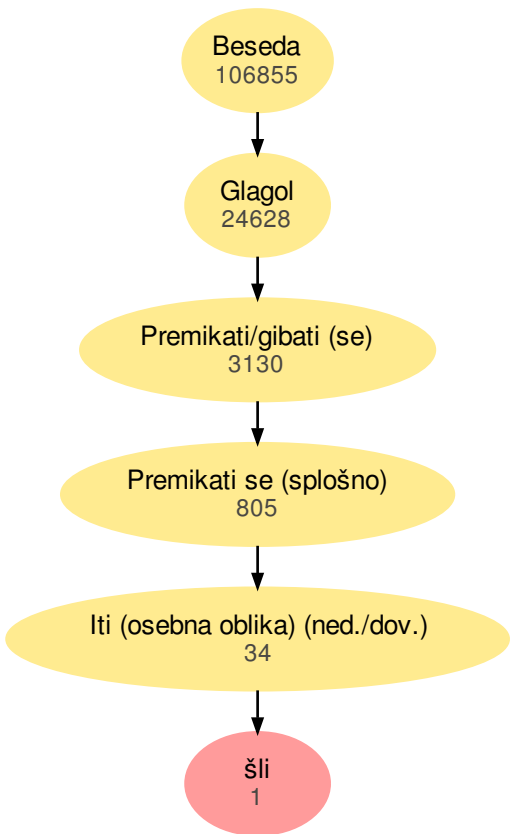 Beseda
106855
Glagol
24628
Premikati/gibati (se)
3130
Premikati se (splošno)
805
Iti (osebna oblika) (ned./dov.)
34
šli
1